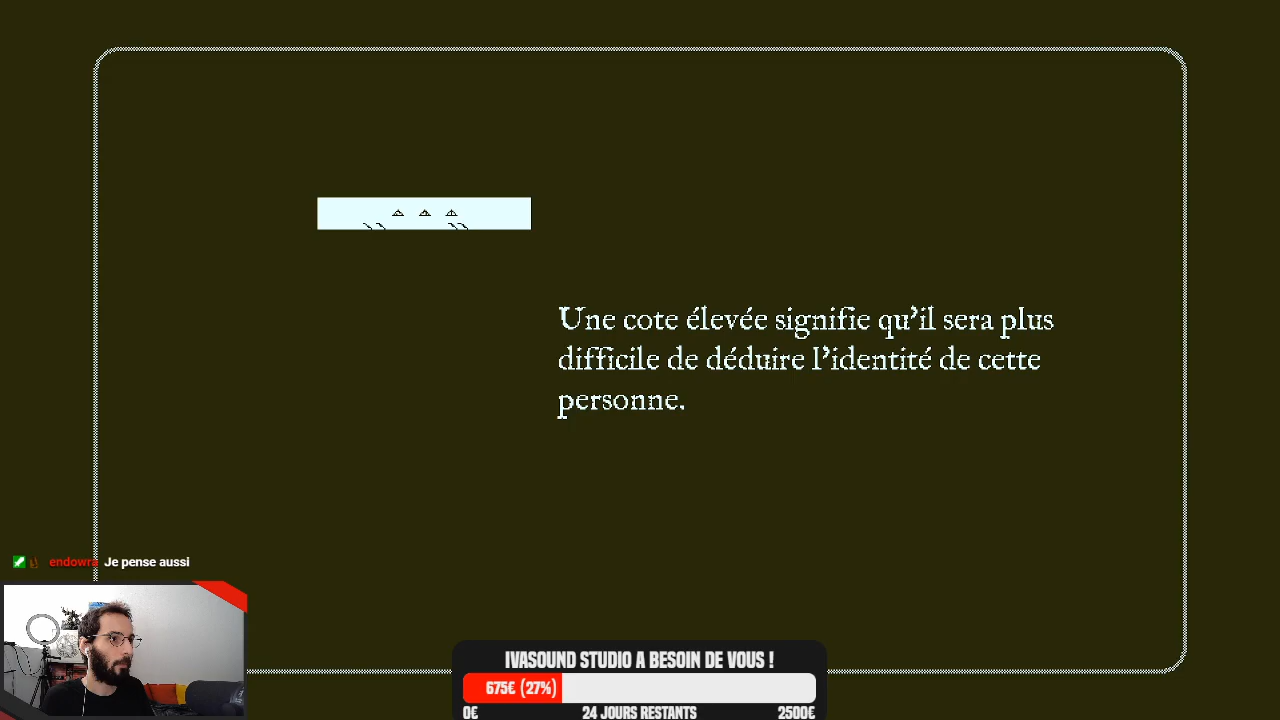 Une cote élevée signifie qu'il sera plus
difficile de déduire l'identité de cette
personne.
endowra Je pense aussi
IVASOUND STUDIO A BESOIN DE VOUS !
675€ (27%)
0€ 24 JOURS RESTANTS 2500€